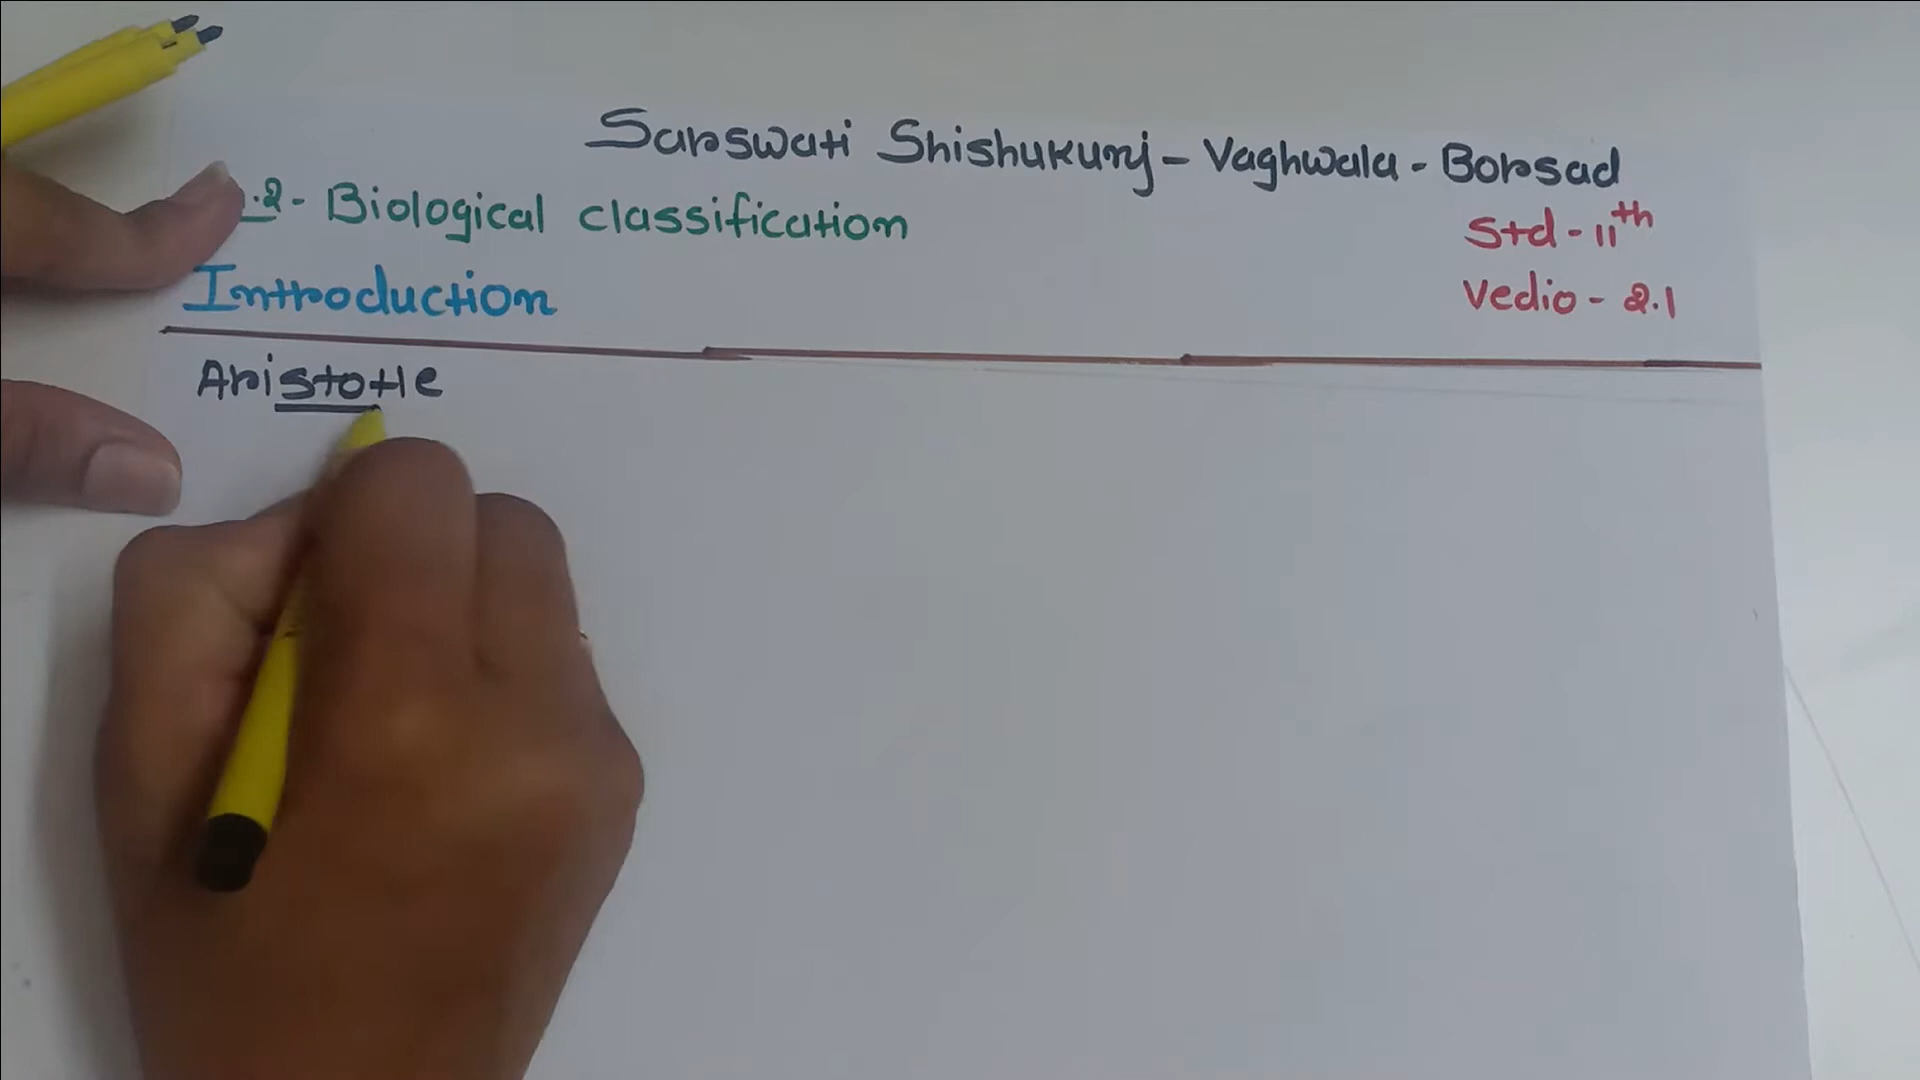 Sarswati Shishukunj - Vaghwala - Borsad
.2 - Biological classification
Std - 11th
Introduction
Vedio - 2.1
Aristotle